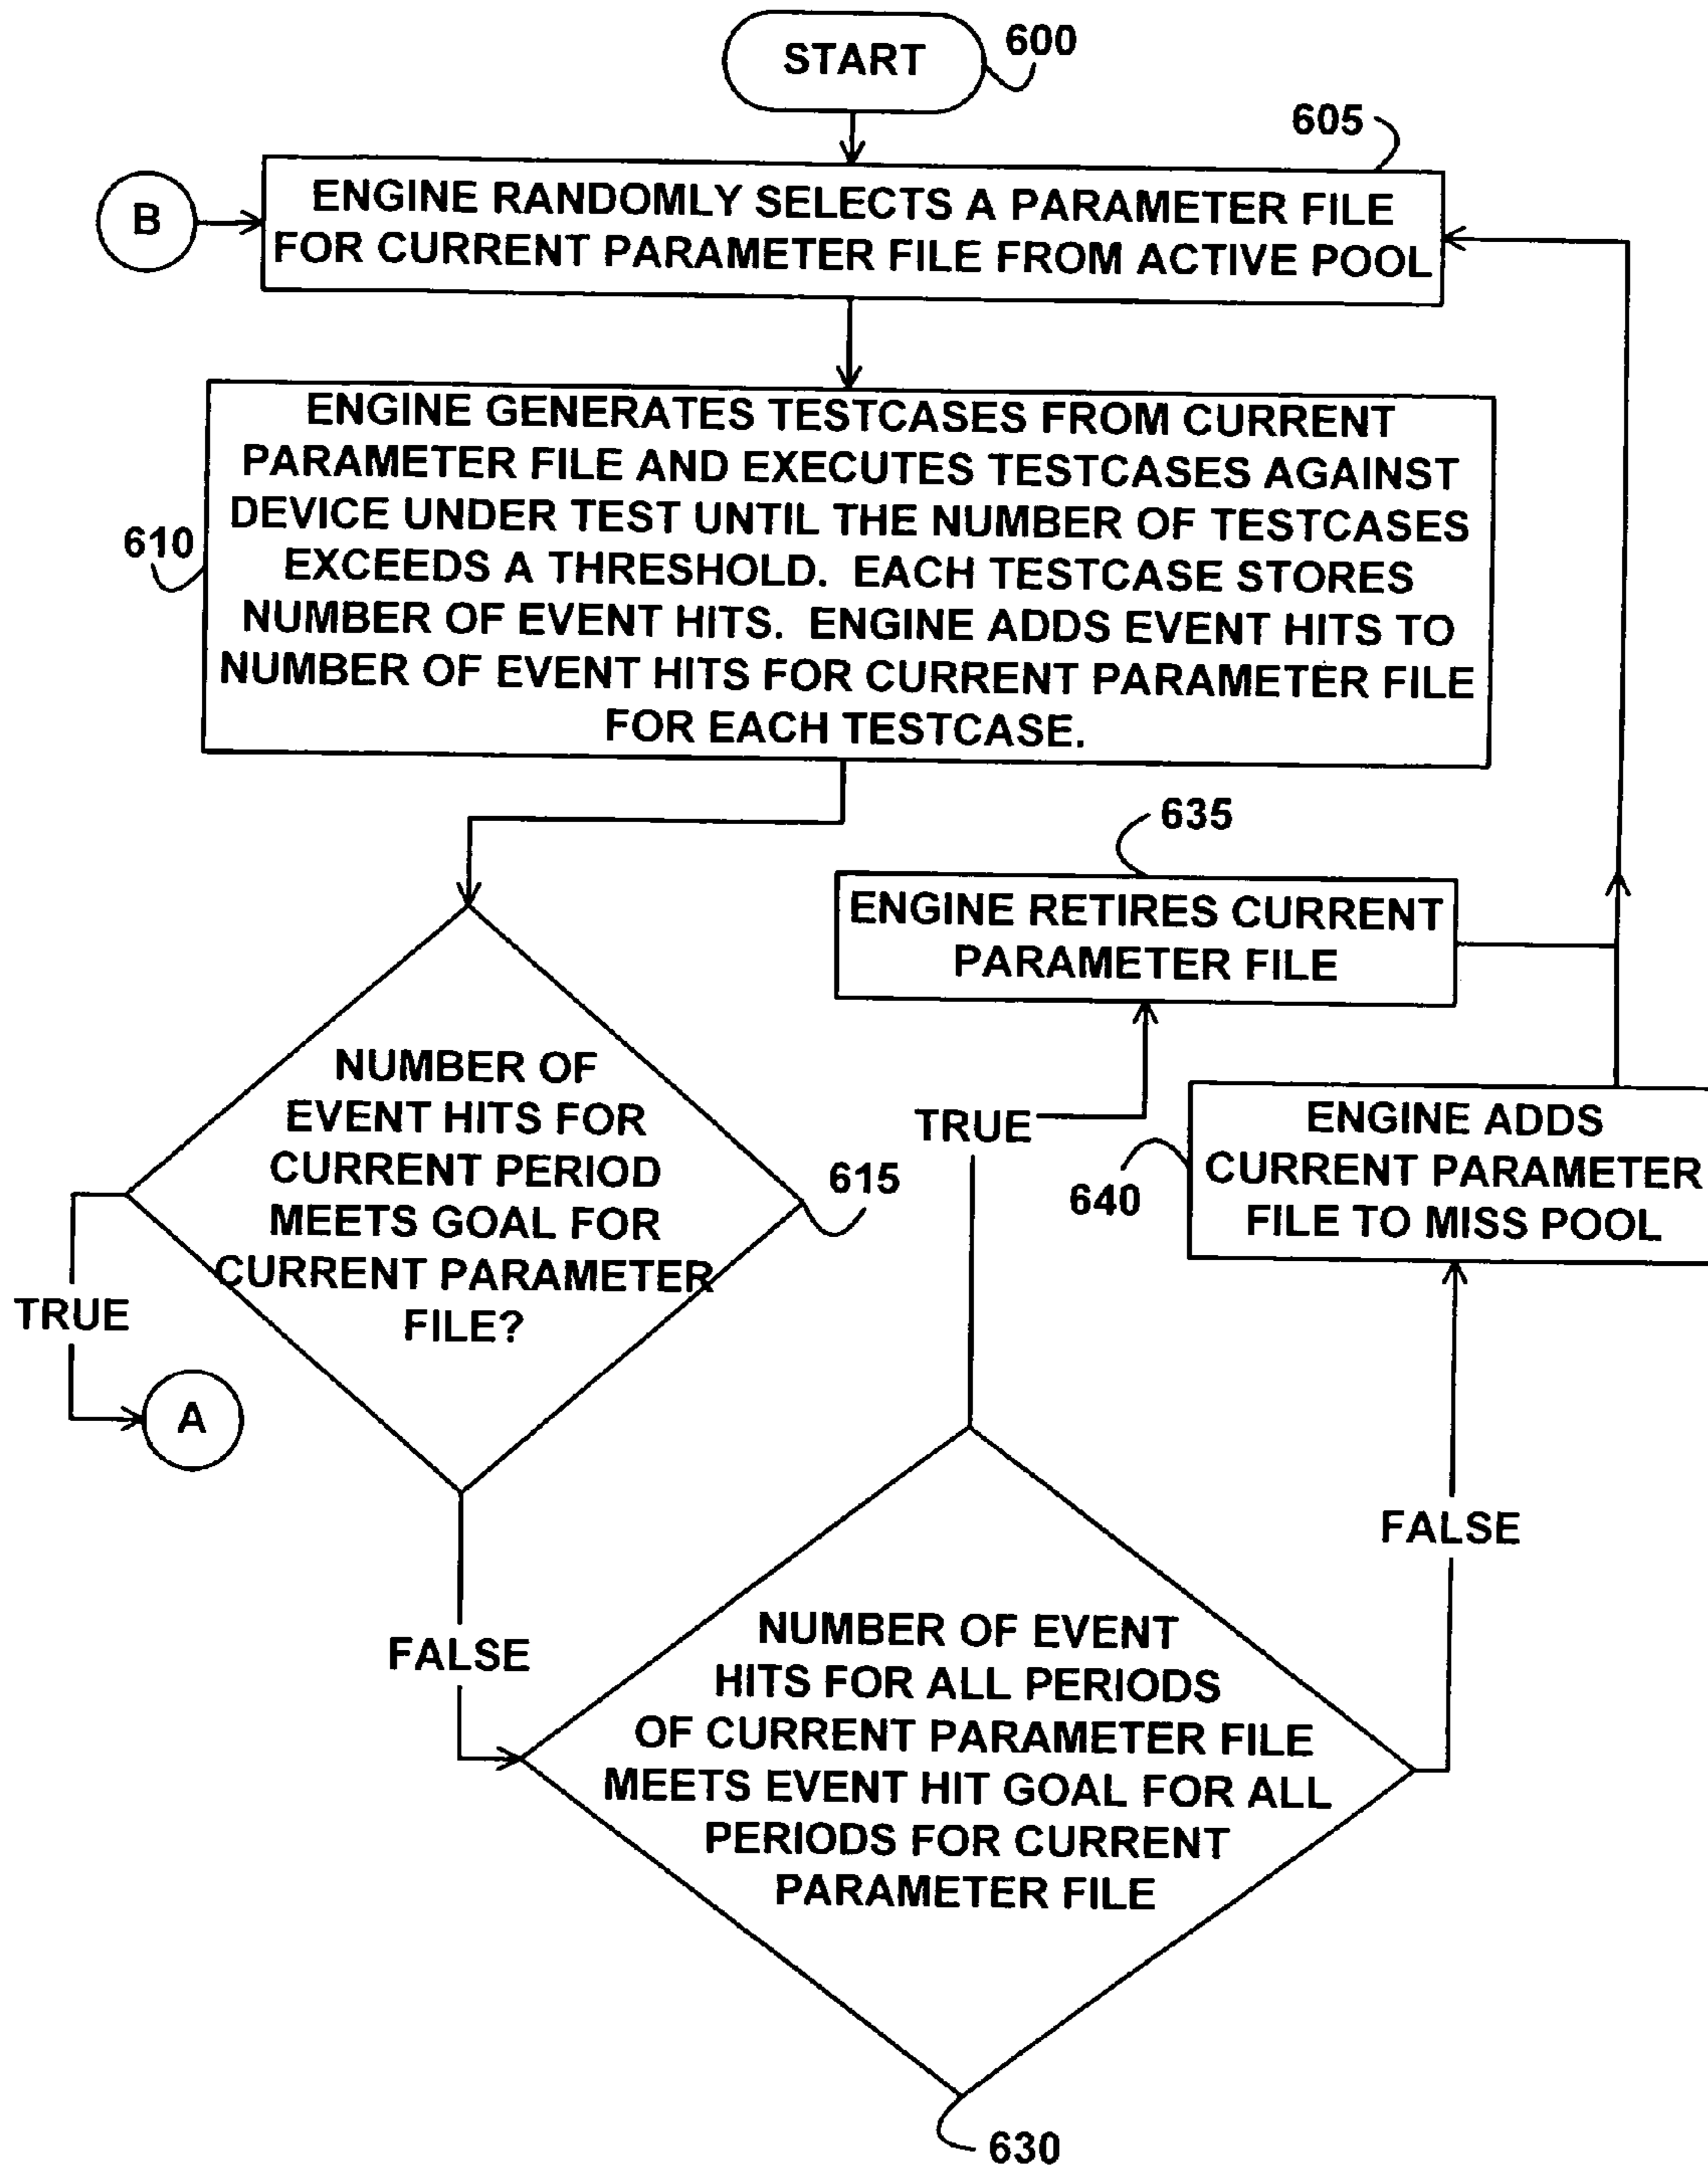 START
600
605
B
ENGINE RANDOMLY SELECTS A PARAMETER FILE
FOR CURRENT PARAMETER FILE FROM ACTIVE POOL
610
ENGINE GENERATES TESTCASES FROM CURRENT
PARAMETER FILE AND EXECUTES TESTCASES AGAINST
DEVICE UNDER TEST UNTIL THE NUMBER OF TESTCASES
EXCEEDS A THRESHOLD. EACH TESTCASE STORES
NUMBER OF EVENT HITS. ENGINE ADDS EVENT HITS TO
NUMBER OF EVENT HITS FOR CURRENT PARAMETER FILE
FOR EACH TESTCASE.
635
ENGINE RETIRES CURRENT
PARAMETER FILE
NUMBER OF
EVENT HITS FOR
CURRENT PERIOD
MEETS GOAL FOR
CURRENT PARAMETER
FILE?
615
TRUE
A
TRUE
640
ENGINE ADDS
CURRENT PARAMETER
FILE TO MISS POOL
FALSE
FALSE
NUMBER OF EVENT
HITS FOR ALL PERIODS
OF CURRENT PARAMETER FILE
MEETS EVENT HIT GOAL FOR ALL
PERIODS FOR CURRENT
PARAMETER FILE
630